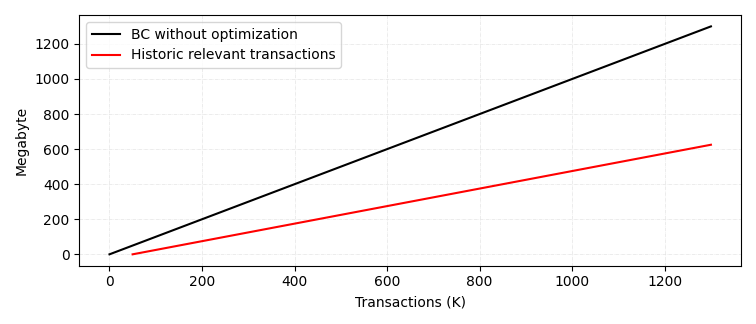 BC without optimization
Historic relevant transactions
Megabyte
1200
1000
800
600
400
200
0
0 200 400 600 800 1000 1200
Transactions (K)